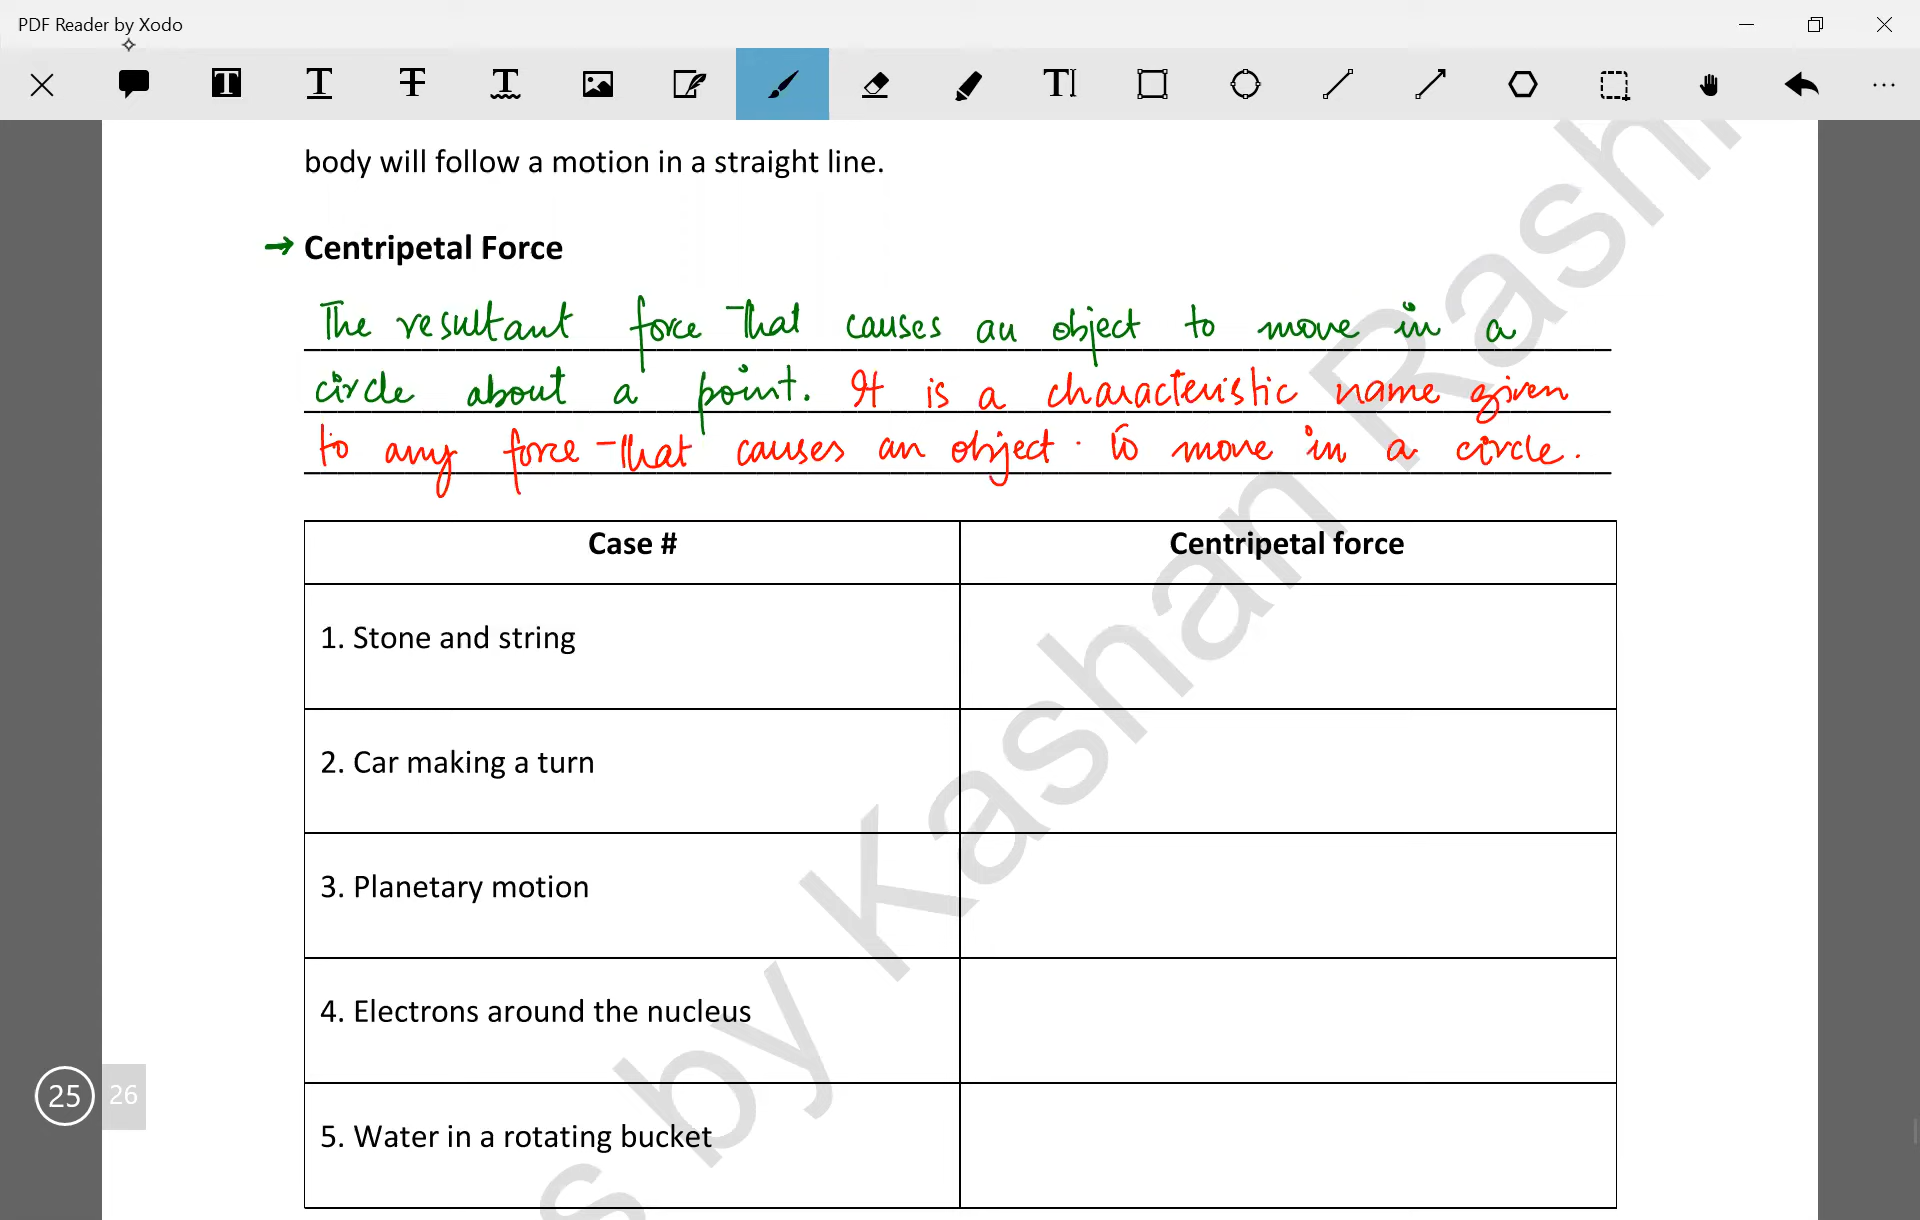 PDF Reader by Xodo
body will follow a motion in a straight line.
→ Centripetal Force
The resultant force that causes an object to move in a
circle about a point. It is a characteristic name given
to any force that causes an object to move in a circle.
Case # Centripetal force
1. Stone and string
2. Car making a turn
3. Planetary motion
4. Electrons around the nucleus
5. Water in a rotating bucket
25 26
s by Kashan Rashi